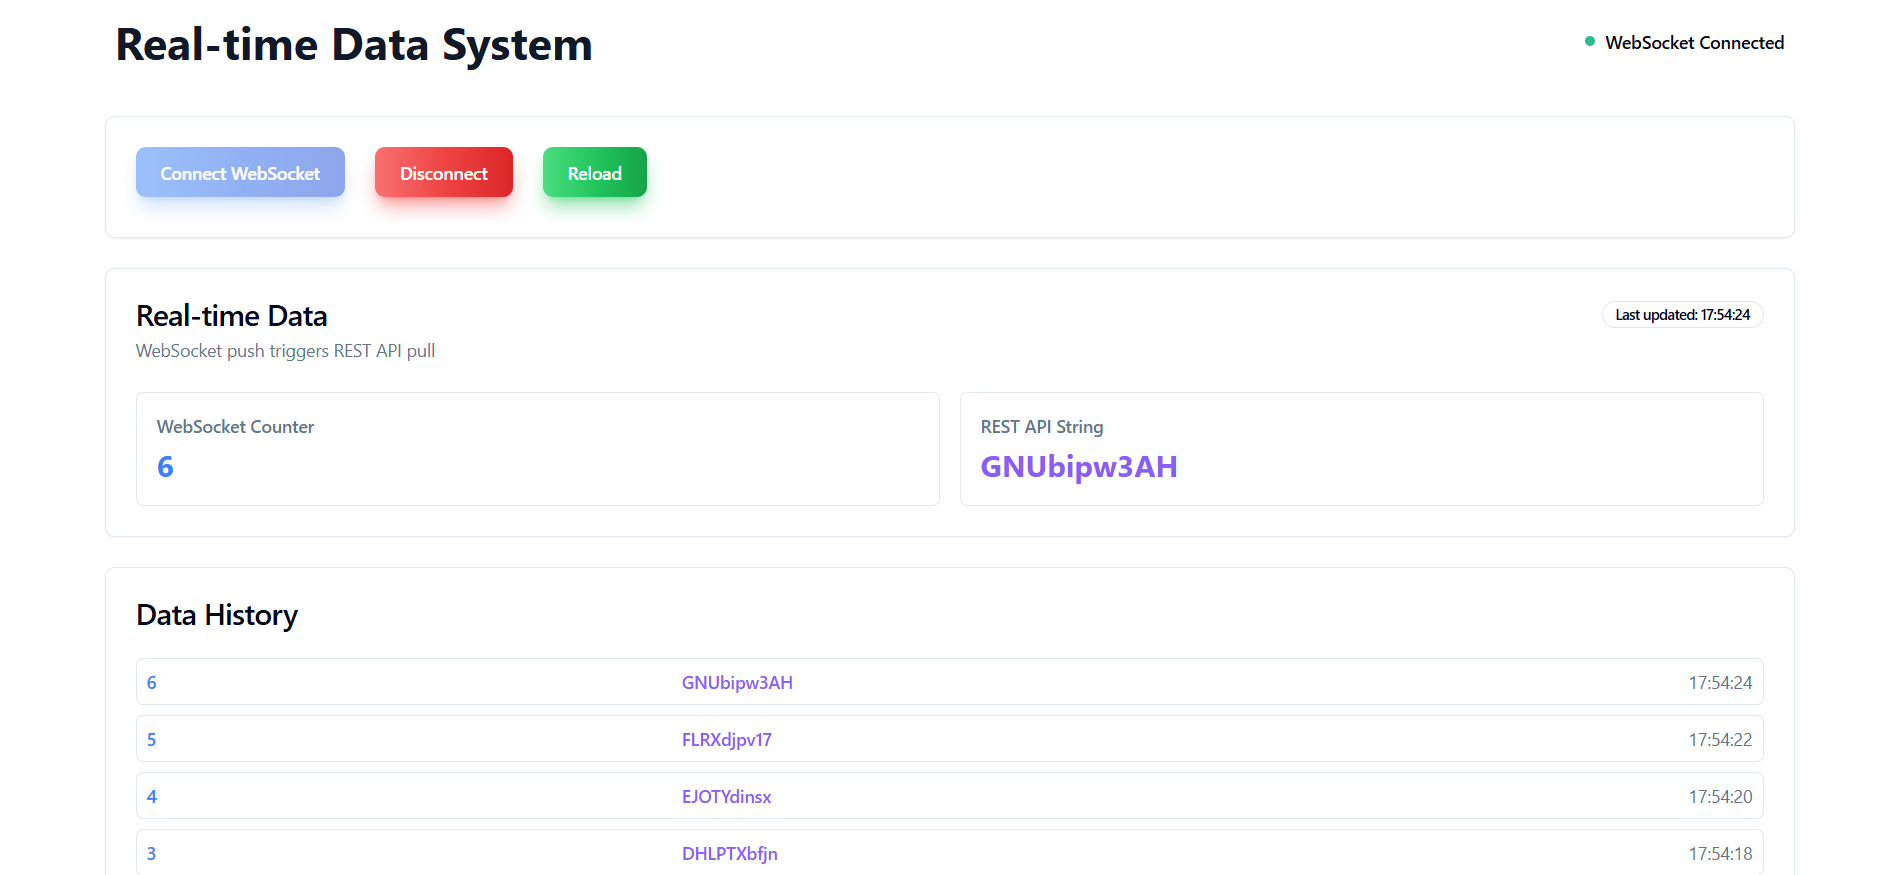 Real-time Data System
WebSocket Connected
Connect WebSocket
Disconnect
Reload
Real-time Data
Last updated: 17:54:24
WebSocket push triggers REST API pull
WebSocket Counter
6
REST API String
GNUbipw3AH
Data History
6 GNUbipw3AH 17:54:24
5 FLRXdjpv17 17:54:22
4 EJOTYdinsx 17:54:20
3 DHLPTXbfjn 17:54:18